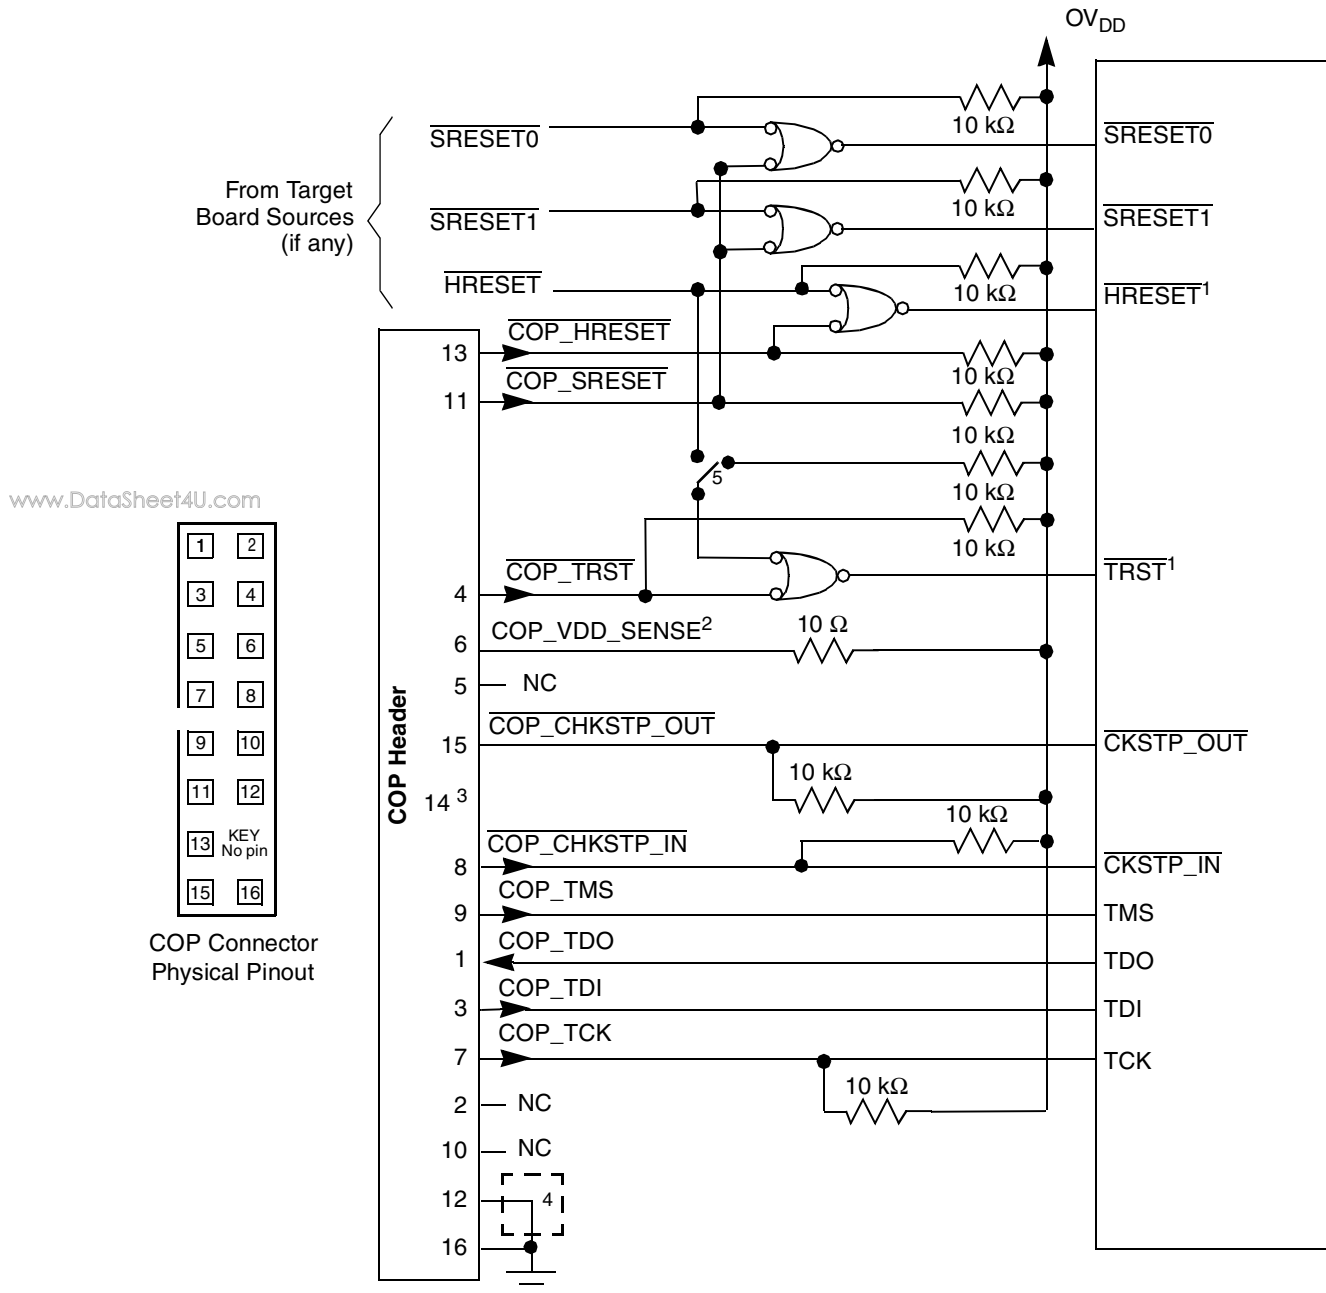 OVDD
10 kΩ
SRESET0
SRESET0
From Target
Board Sources
(if any)
10 kΩ
SRESET1
SRESET1
HRESET
10 kΩ
HRESET1
13
COP_HRESET
10 kΩ
11
COP_SRESET
10 kΩ
5
10 kΩ
www.DataSheet4U.com
10 kΩ
4
COP_TRST
TRST1
6
COP_VDD_SENSE2
10 Ω
5
NC
15
COP_CHKSTP_OUT
CKSTP_OUT
10 kΩ
COP Header
14 3
10 kΩ
8
COP_CHKSTP_IN
CKSTP_IN
9
COP_TMS
TMS
1
COP_TDO
TDO
3
COP_TDI
TDI
7
COP_TCK
TCK
10 kΩ
2
NC
10
NC
12
4
16
1 2
3 4
5 6
7 8
9 10
11 12
13 KEY
No pin
15 16
COP Connector
Physical Pinout